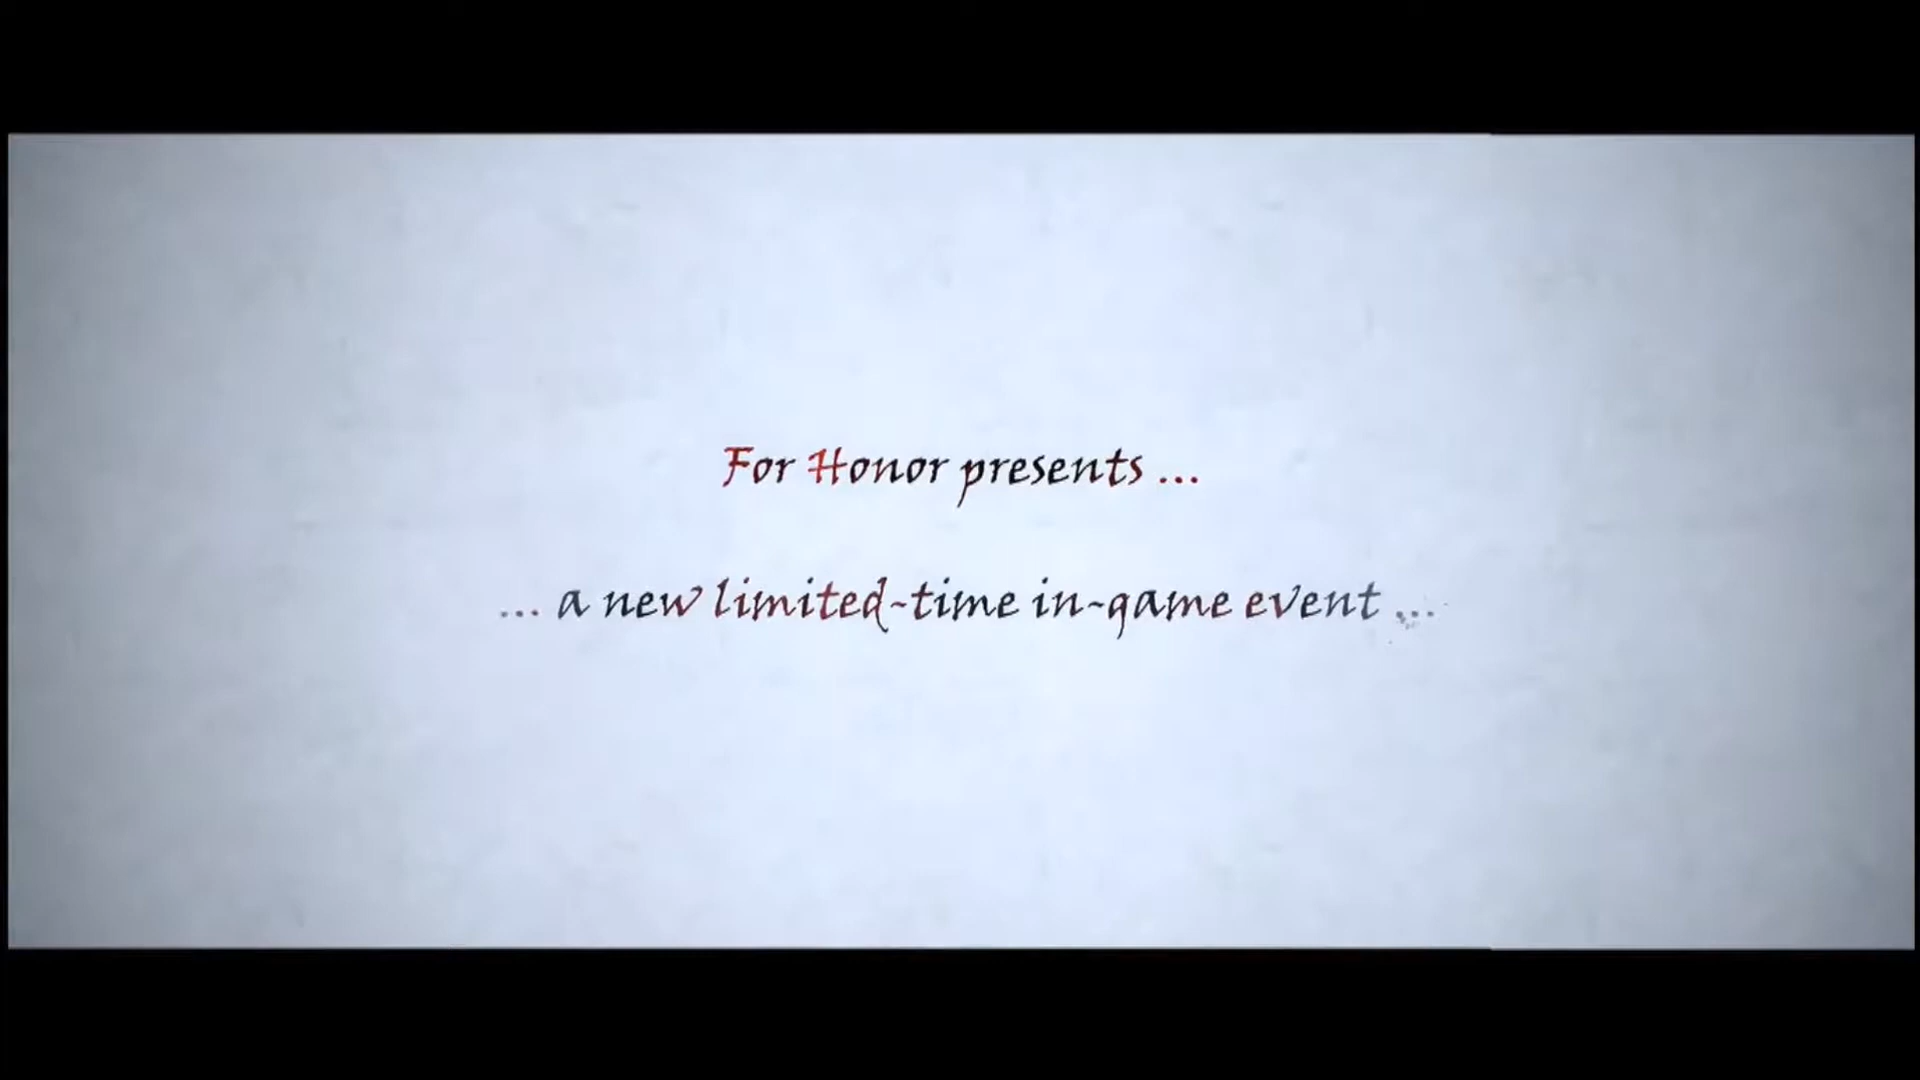 For Honor presents ...
... a new limited-time in-game event ...